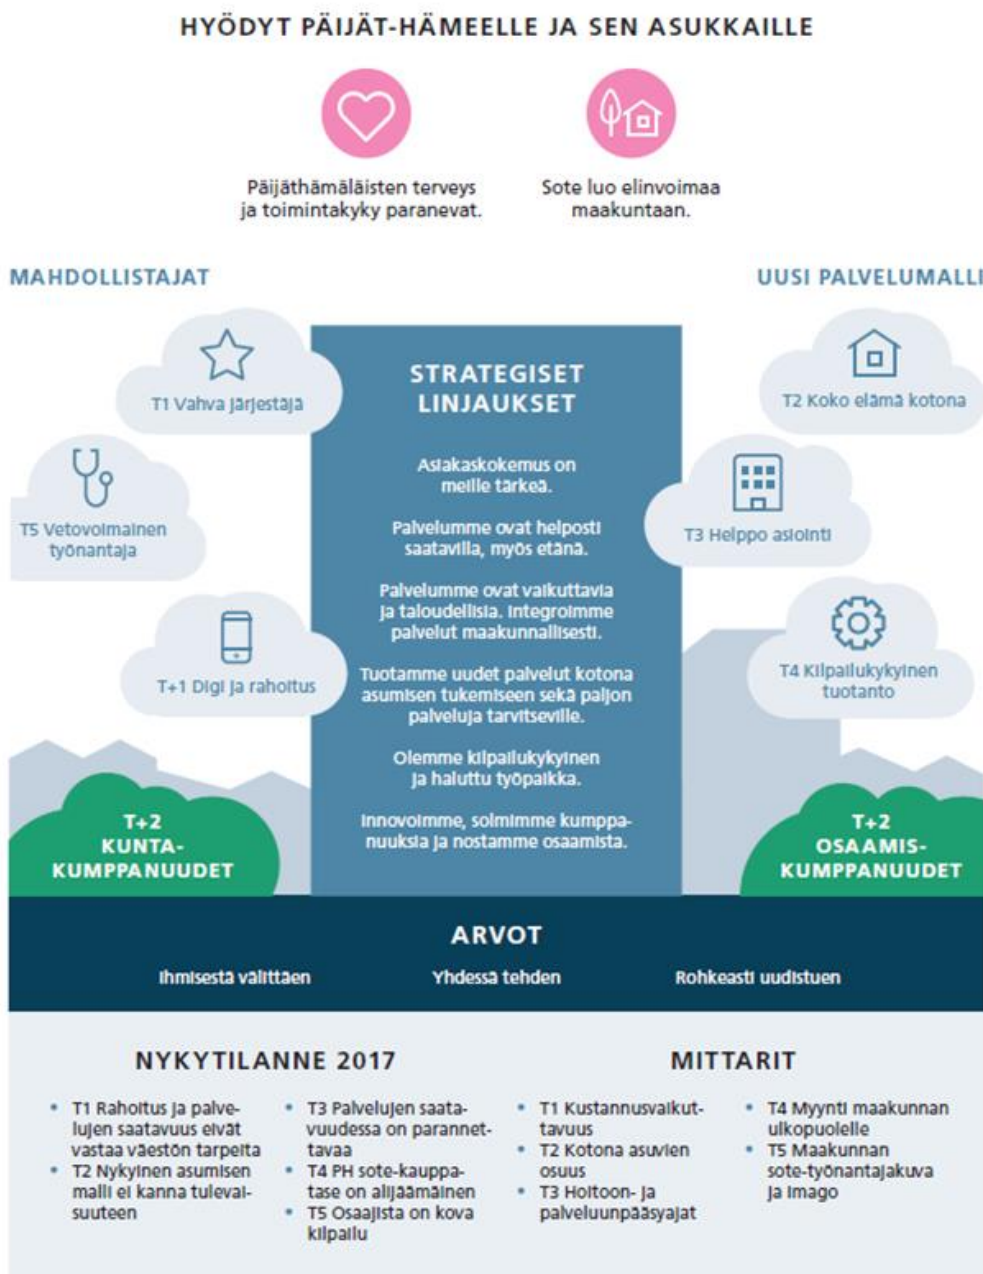 HYÖDYT PÄIJÄT-HÄMEELLE JA SEN ASUKKAILLE
Päijäthämäläisten terveys
ja toimintakyky paranevat.
Sote luo elinvoimaa
maakuntaan.
MAHDOLLISTAJAT
UUSI PALVELUMALLI
T1 Vahva järjestäjä
T5 Vetovoimainen
työnantaja
T+1 Digi ja rahoitus
STRATEGISET
LINJAUKSET
Asiakaskokemus on
meille tärkeä.
Palvelumme ovat helposti
saatavilla, myös etänä.
Palvelumme ovat vaikuttavia
ja taloudellisia. Integroimme
palvelut maakunnallisesti.
Tuotamme uudet palvelut kotona
asumisen tukemiseen sekä paljon
palveluja tarvitseville.
Olemme kilpailukykyinen
ja haluttu työpaikka.
Innovoimme, solmimme kumppa-
nuuksia ja nostamme osaamista.
T2 Koko elämä kotona
T3 Helppo asiointi
T4 Kilpailukykyinen
tuotanto
T+2
KUNTA-
KUMPPANUUDET
T+2
OSAAMIS-
KUMPPANUUDET
ARVOT
Ihmisestä välittäen
Yhdessä tehden
Rohkeasti uudistuen
NYKYTILANNE 2017
• T1 Rahoitus ja palve-
lujen saatavuus eivät
vastaa väestön tarpeita
• T2 Nykyinen asumisen
malli ei kanna tulevai-
suuteen
• T3 Palvelujen saata-
vuudessa on parannet-
tavaa
• T4 PH sote-kauppa-
tase on alijäämäinen
• T5 Osaajista on kova
kilpailu
MITTARIT
• T1 Kustannusvaikut-
tavuus
• T2 Kotona asuvien
osuus
• T3 Hoitoon- ja
palveluunpääsyajat
• T4 Myynti maakunnan
ulkopuolelle
• T5 Maakunnan
sote-työnantajakuva
ja imago